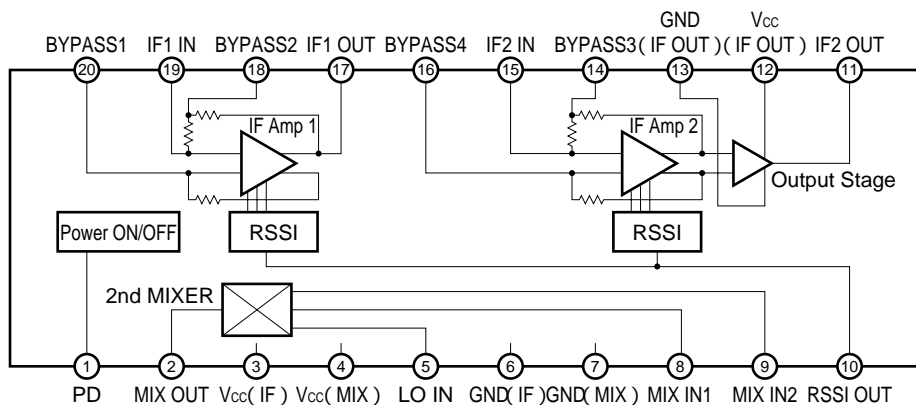 GND VCC
BYPASS1 IF1 IN BYPASS2 IF1 OUT BYPASS4 IF2 IN BYPASS3 (IF OUT) (IF OUT) IF2 OUT
20 19 18 17 16 15 14 13 12 11
IF Amp 1 IF Amp 2
Output Stage
Power ON/OFF RSSI RSSI
2nd MIXER
1 2 3 4 5 6 7 8 9 10
PD MIX OUT VCC(IF) VCC(MIX) LO IN GND(IF) GND(MIX) MIX IN1 MIX IN2 RSSI OUT